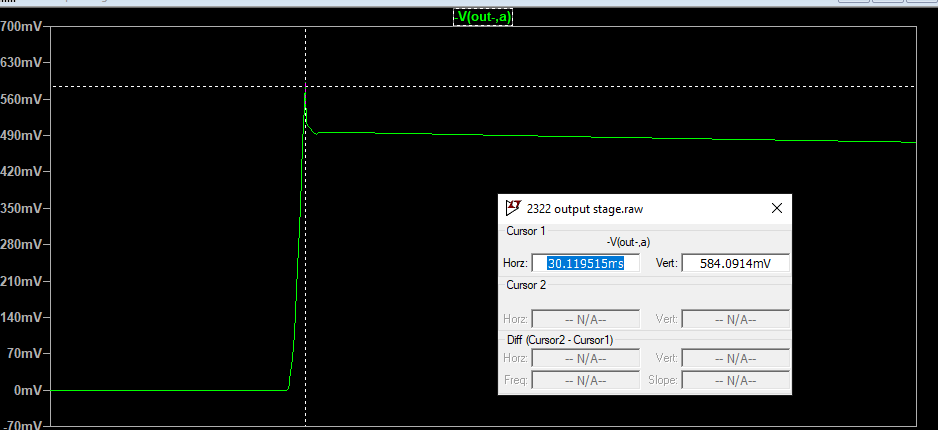 -V(out-,a)
700mV
630mV
560mV
490mV
420mV
350mV
280mV
210mV
140mV
70mV
0mV
-70mV
2322 output stage.raw
Cursor 1
-V(out-,a)
Horz: 30.119515ms Vert: 584.0914mV
Cursor 2
Horz: -- N/A-- Vert: -- N/A--
Diff (Cursor2 - Cursor1)
Horz: -- N/A-- Vert: -- N/A--
Freq: -- N/A-- Slope: -- N/A--